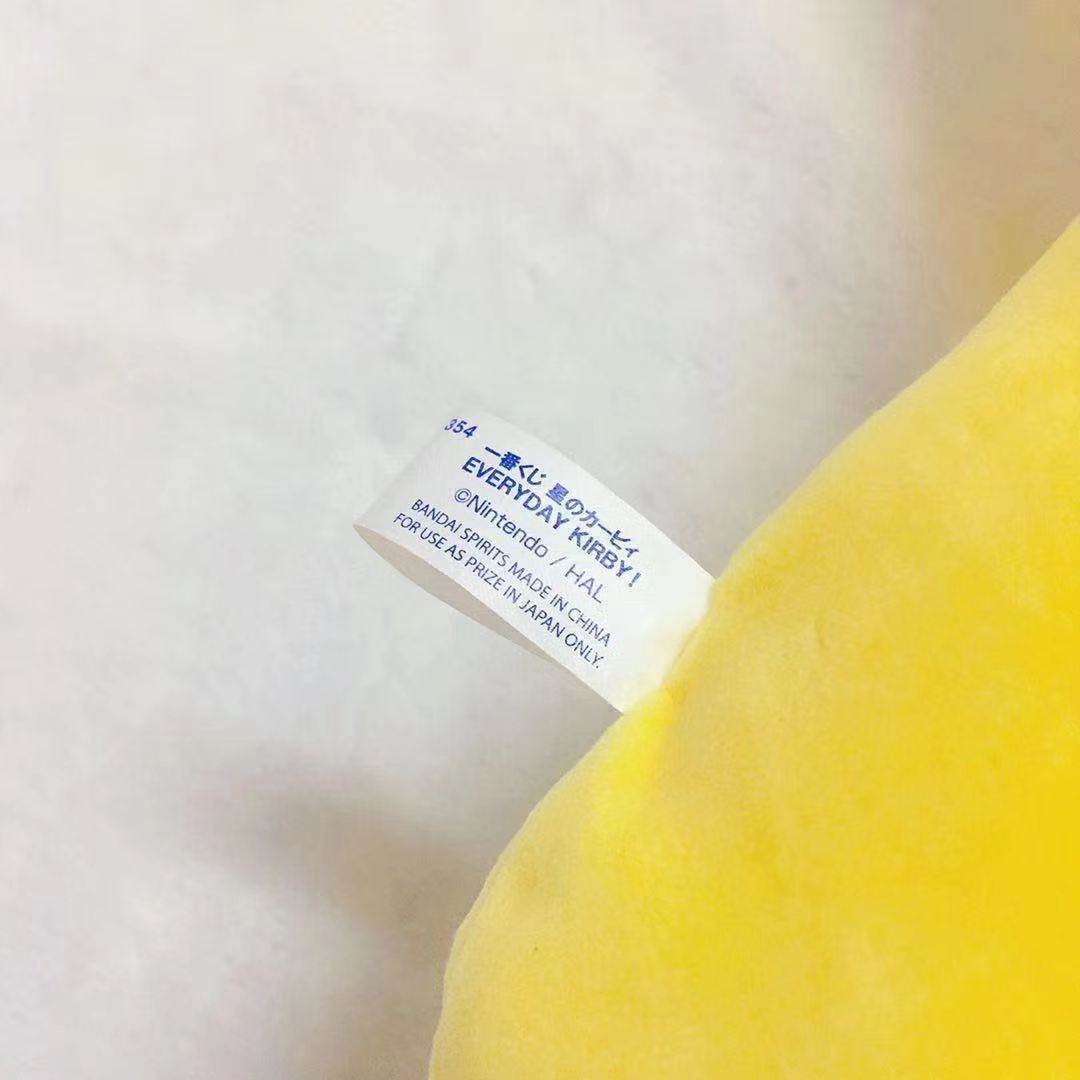 354
一番くじ 星のカービィ
EVERYDAY KIRBY!
©Nintendo / HAL
BANDAI SPIRITS MADE IN CHINA
FOR USE AS PRIZE IN JAPAN ONLY.